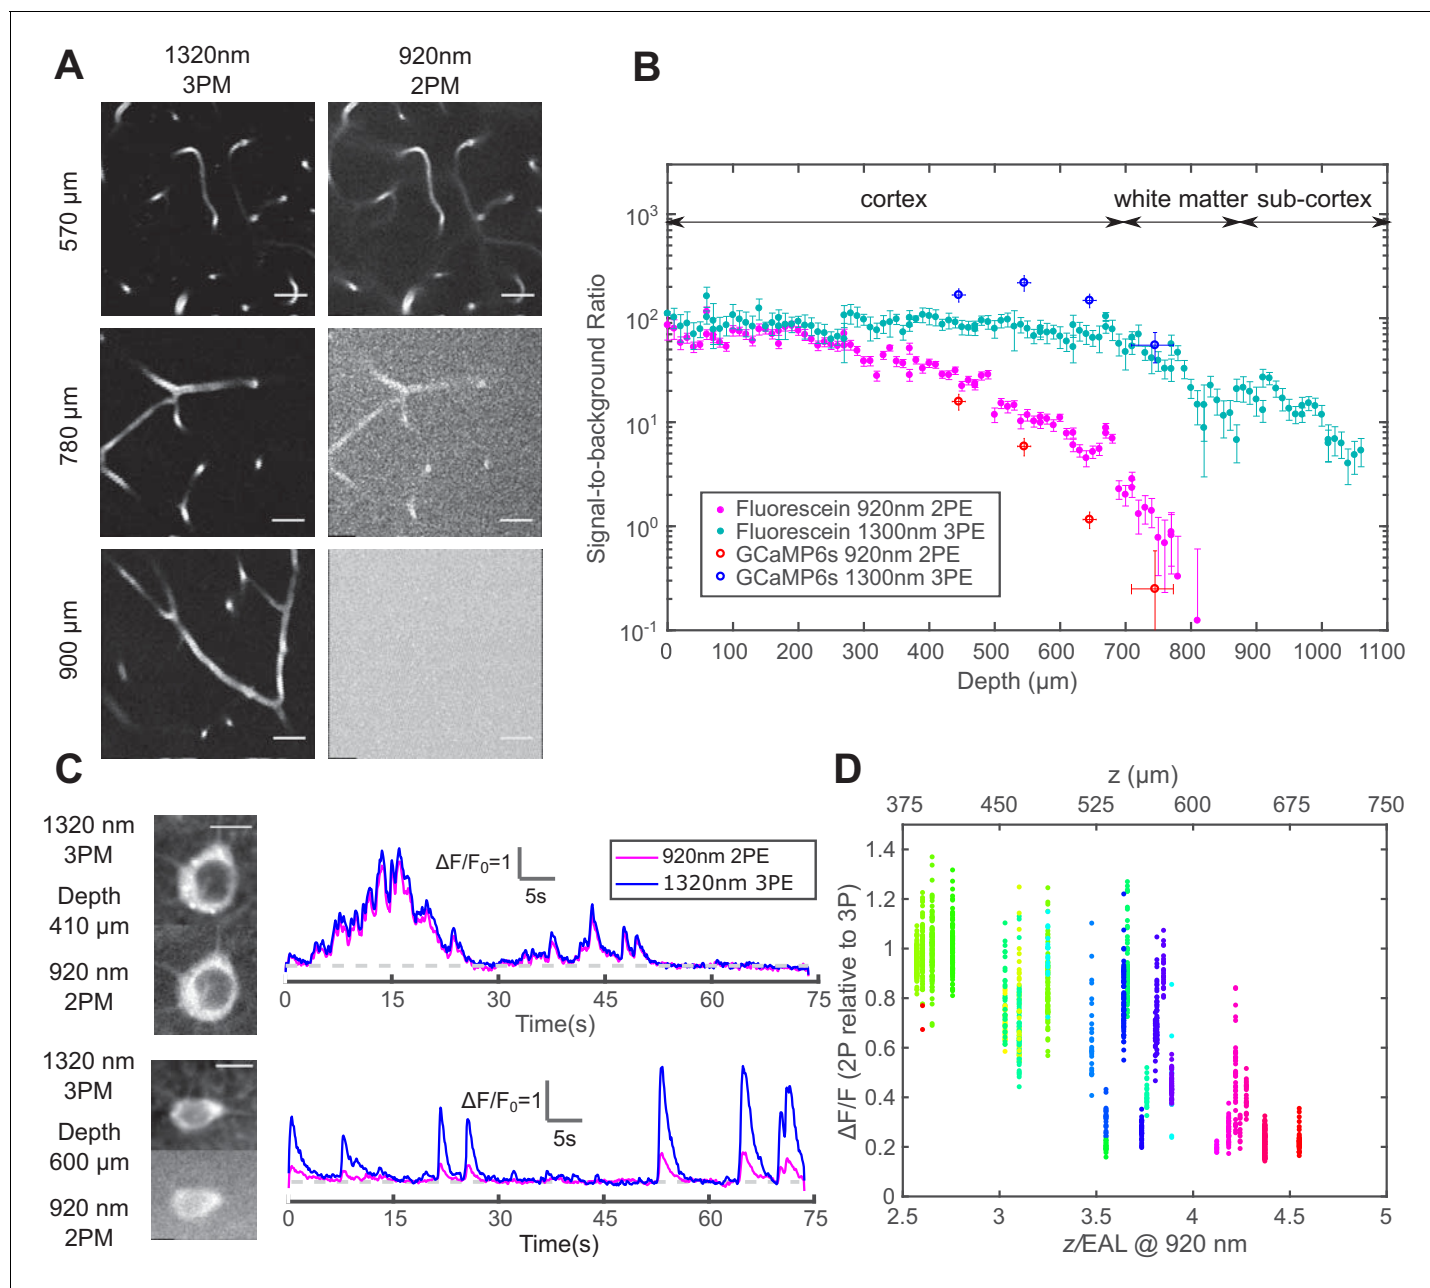 A
1320nm
3PM
920nm
2PM
570 µm
780 µm
900 µm
B
Signal-to-background Ratio
10³
10²
10¹
10⁰
10⁻¹
cortex
white matter
sub-cortex
Fluorescein 920nm 2PE
Fluorescein 1300nm 3PE
GCaMP6s 920nm 2PE
GCaMP6s 1300nm 3PE
0 100 200 300 400 500 600 700 800 900 1000 1100
Depth (µm)
C
1320 nm
3PM
Depth
410 µm
920 nm
2PM
ΔF/F₀=1
5s
920nm 2PE
1320nm 3PE
0 15 30 45 60 75
Time(s)
1320 nm
3PM
Depth
600 µm
920 nm
2PM
ΔF/F₀=1
5s
0 15 30 45 60 75
Time(s)
D
z (µm)
375 450 525 600 675 750
ΔF/F (2P relative to 3P)
1.4
1.2
1
0.8
0.6
0.4
0.2
0
2.5 3 3.5 4 4.5 5
z/EAL @ 920 nm